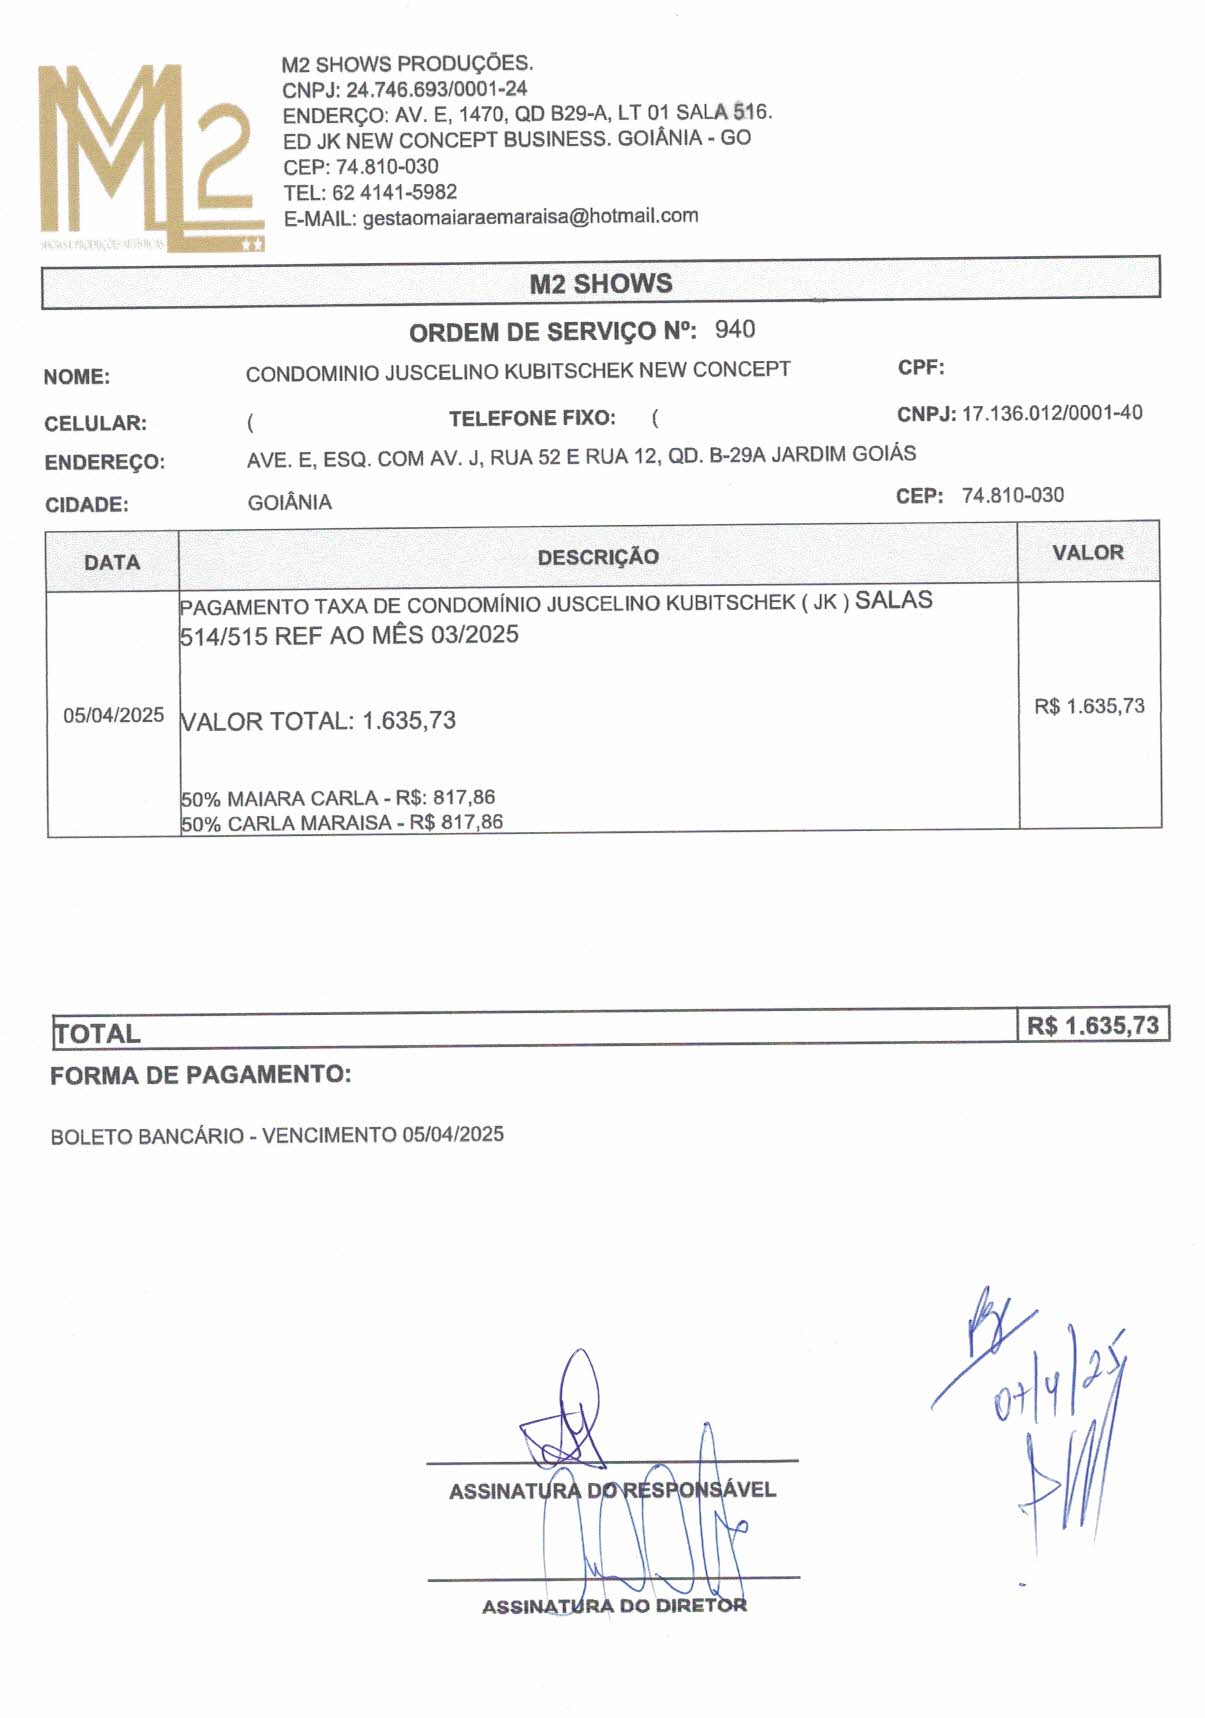 M2 SHOWS PRODUÇÕES.
CNPJ: 24.746.693/0001-24
ENDERÇO: AV. E, 1470, QD B29-A, LT 01 SALA 516.
ED JK NEW CONCEPT BUSINESS. GOIÂNIA - GO
CEP: 74.810-030
TEL: 62 4141-5982
E-MAIL: gestaomaiaraemaraisa@hotmail.com
M2
SHOWS E PRODUÇÕES ARTÍSTICAS
M2 SHOWS
ORDEM DE SERVIÇO Nº: 940
NOME: CONDOMINIO JUSCELINO KUBITSCHEK NEW CONCEPT CPF:
CELULAR: ( TELEFONE FIXO: ( CNPJ: 17.136.012/0001-40
ENDEREÇO: AVE. E, ESQ. COM AV. J, RUA 52 E RUA 12, QD. B-29A JARDIM GOIÁS
CIDADE: GOIÂNIA CEP: 74.810-030
DATA DESCRIÇÃO VALOR
PAGAMENTO TAXA DE CONDOMÍNIO JUSCELINO KUBITSCHEK ( JK ) SALAS
514/515 REF AO MÊS 03/2025
05/04/2025 VALOR TOTAL: 1.635,73 R$ 1.635,73
50% MAIARA CARLA - R$: 817,86
50% CARLA MARAISA - R$ 817,86
TOTAL R$ 1.635,73
FORMA DE PAGAMENTO:
BOLETO BANCÁRIO - VENCIMENTO 05/04/2025
07/4/25
ASSINATURA DO RESPONSÁVEL
ASSINATURA DO DIRETOR